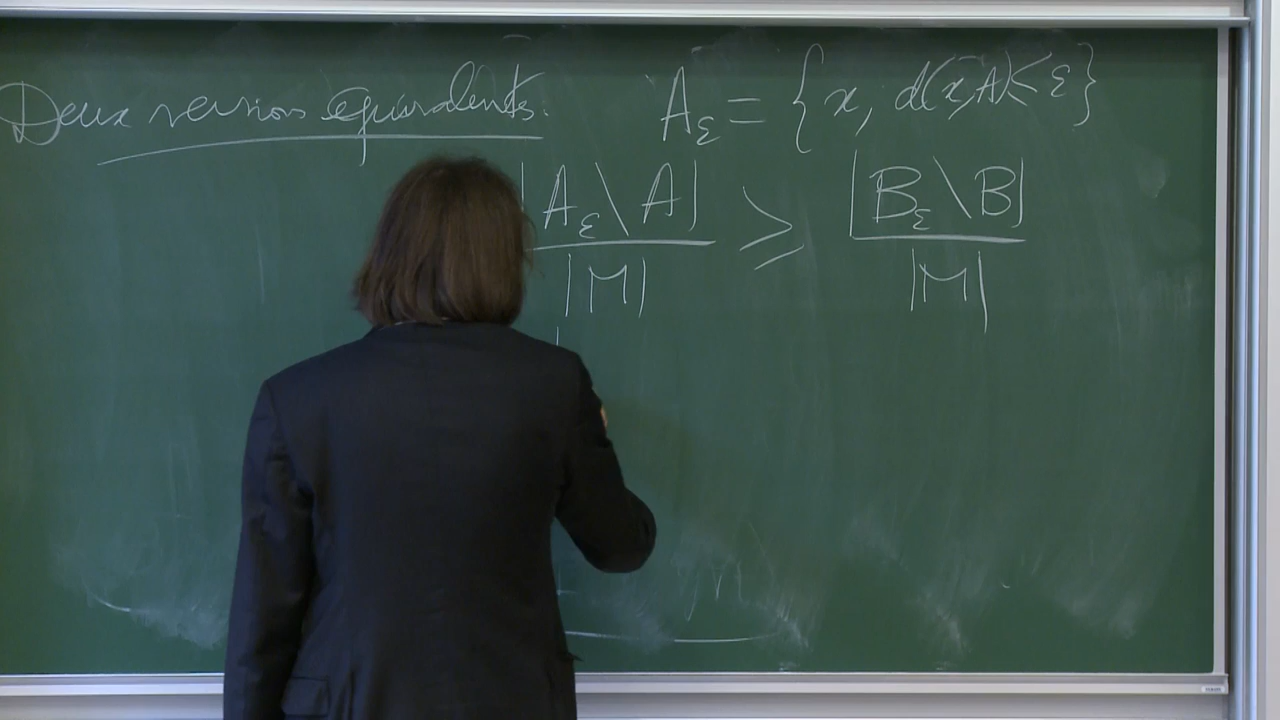 Deux versions équivalentes. A_ε = { x, d(x,A) ≤ ε }
|A_ε \ A| / |M| ≥ |B_ε \ B| / |M|